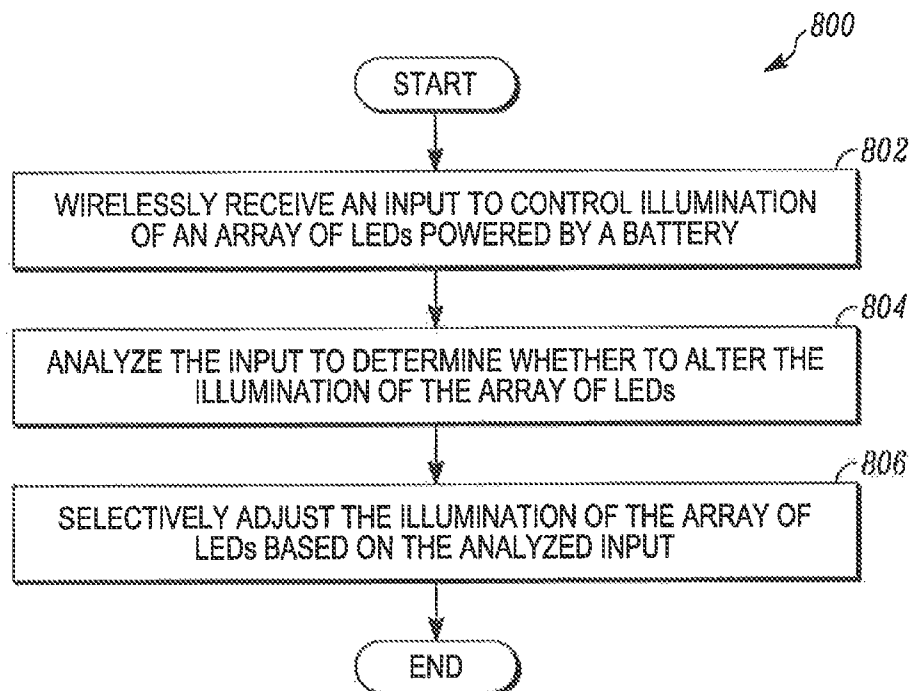 800
START
802
WIRELESSLY RECEIVE AN INPUT TO CONTROL ILLUMINATION
OF AN ARRAY OF LEDs POWERED BY A BATTERY
804
ANALYZE THE INPUT TO DETERMINE WHETHER TO ALTER THE
ILLUMINATION OF THE ARRAY OF LEDs
806
SELECTIVELY ADJUST THE ILLUMINATION OF THE ARRAY OF
LEDs BASED ON THE ANALYZED INPUT
END